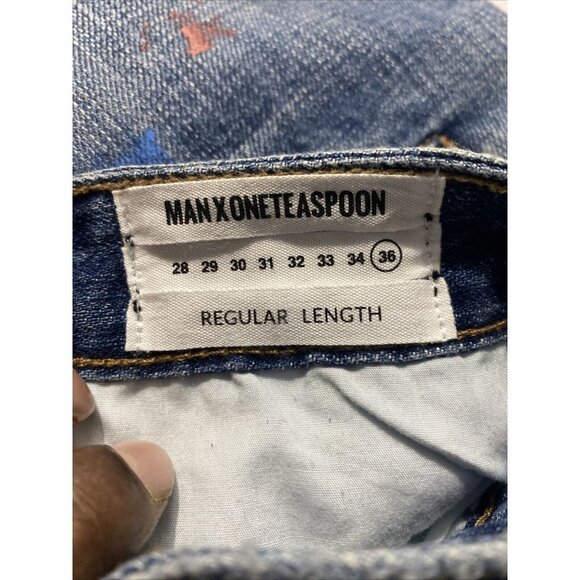 MANXONETEASPOON
28 29 30 31 32 33 34 36
REGULAR LENGTH